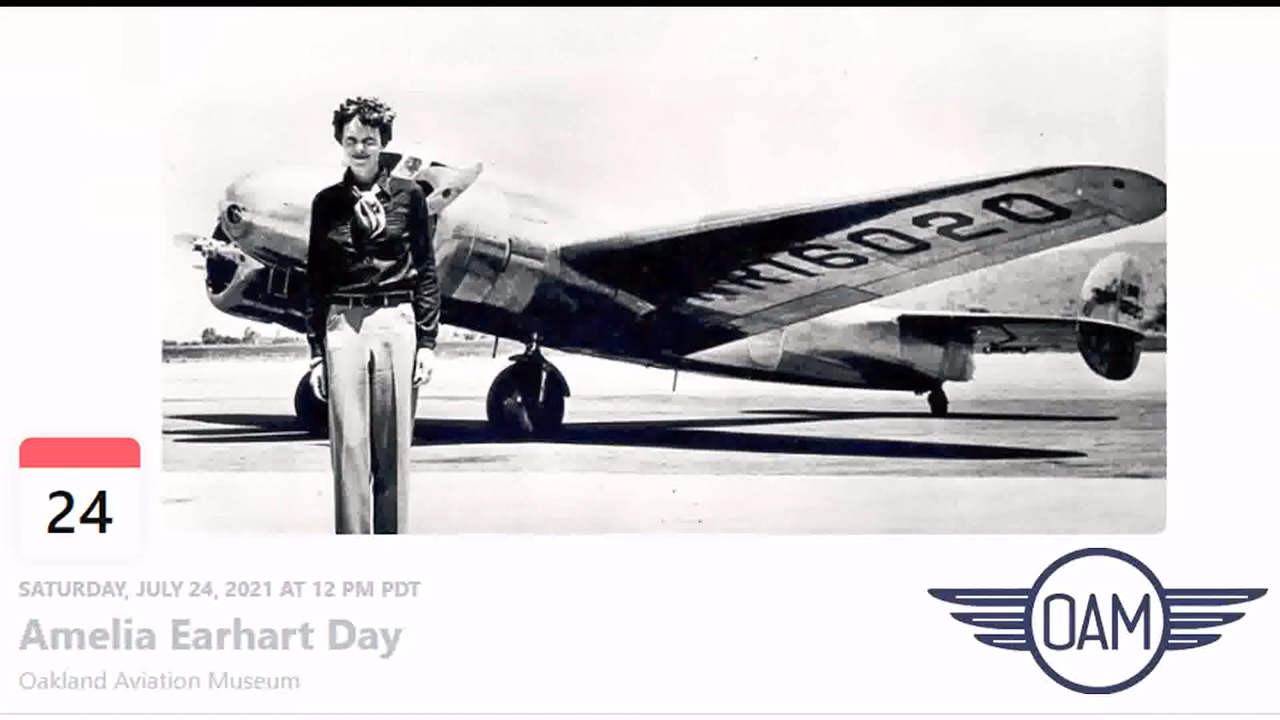 NR16020
24
SATURDAY, JULY 24, 2021 AT 12 PM PDT
Amelia Earhart Day
Oakland Aviation Museum
OAM